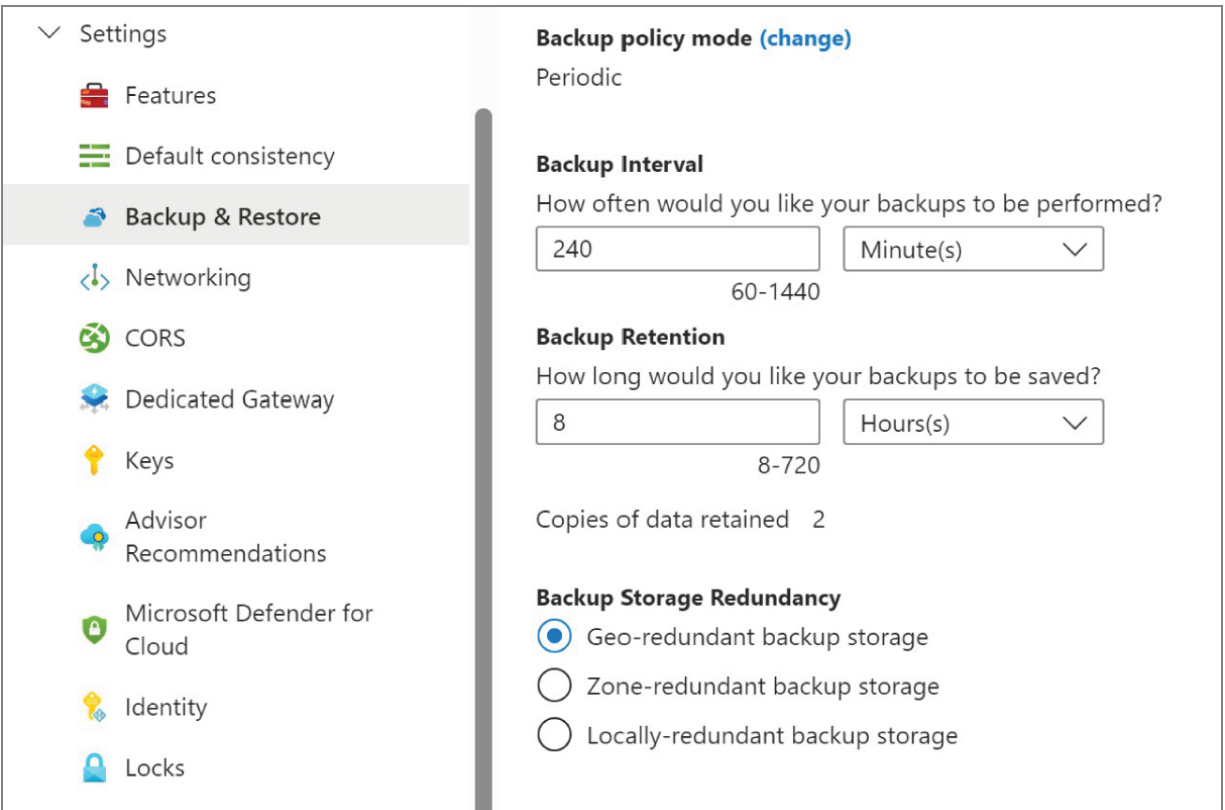 Settings
Features
Default consistency
Backup & Restore
Networking
CORS
Dedicated Gateway
Keys
Advisor
Recommendations
Microsoft Defender for
Cloud
Identity
Locks
Backup policy mode (change)
Periodic
Backup Interval
How often would you like your backups to be performed?
240 Minute(s)
60-1440
Backup Retention
How long would you like your backups to be saved?
8 Hours(s)
8-720
Copies of data retained 2
Backup Storage Redundancy
Geo-redundant backup storage
Zone-redundant backup storage
Locally-redundant backup storage